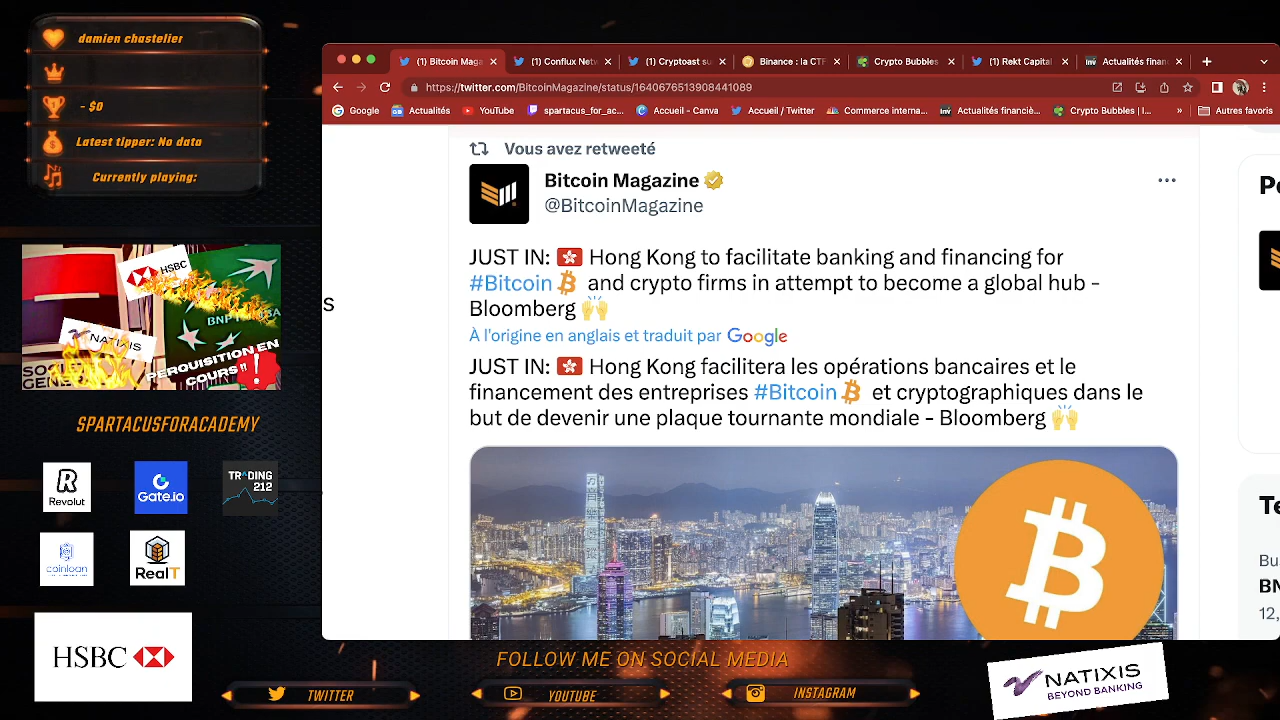 damien chastelier
- $0
Latest tipper: No data
Currently playing:
HSBC
NATIXIS
PERQUISITION EN
COURS"
SPARTACUSFORACADEMY
Revolut
Gate.io
TRADING
212
coinloan
RealT
HSBC
(1) Bitcoin Maga
(1) Conflux Netw
(1) Cryptoast su
Binance : la CTF
Crypto Bubbles
(1) Rekt Capital
Actualités finan
https://twitter.com/BitcoinMagazine/status/1640676513908441089
Google
Actualités
YouTube
spartacus_for_ac...
Accueil – Canva
Accueil / Twitter
Commerce interna...
Actualités financiè...
Crypto Bubbles | I...
»
Autres favoris
s
Vous avez retweeté
Bitcoin Magazine
@BitcoinMagazine
JUST IN: 🇭🇰 Hong Kong to facilitate banking and financing for
#Bitcoin and crypto firms in attempt to become a global hub -
Bloomberg 🙌
À l'origine en anglais et traduit par Google
JUST IN: 🇭🇰 Hong Kong facilitera les opérations bancaires et le
financement des entreprises #Bitcoin et cryptographiques dans le
but de devenir une plaque tournante mondiale - Bloomberg 🙌
Pe
Te
Bu
BN
12,
FOLLOW ME ON SOCIAL MEDIA
TWITTER
YOUTUBE
INSTAGRAM
NATIXIS
BEYOND BANKING